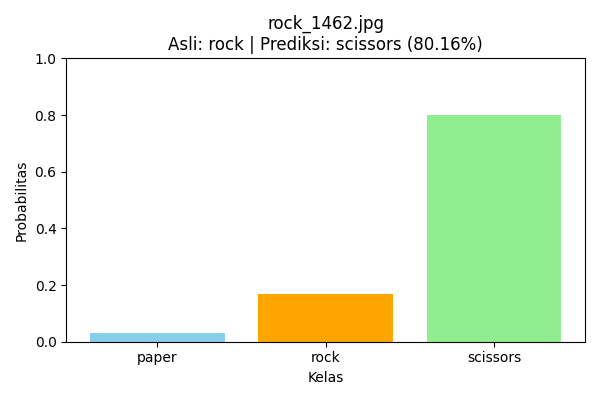 rock_1462.jpg
Asli: rock | Prediksi: scissors (80.16%)
1.0
0.8
0.6
0.4
0.2
0.0
Probabilitas
paper
rock
scissors
Kelas